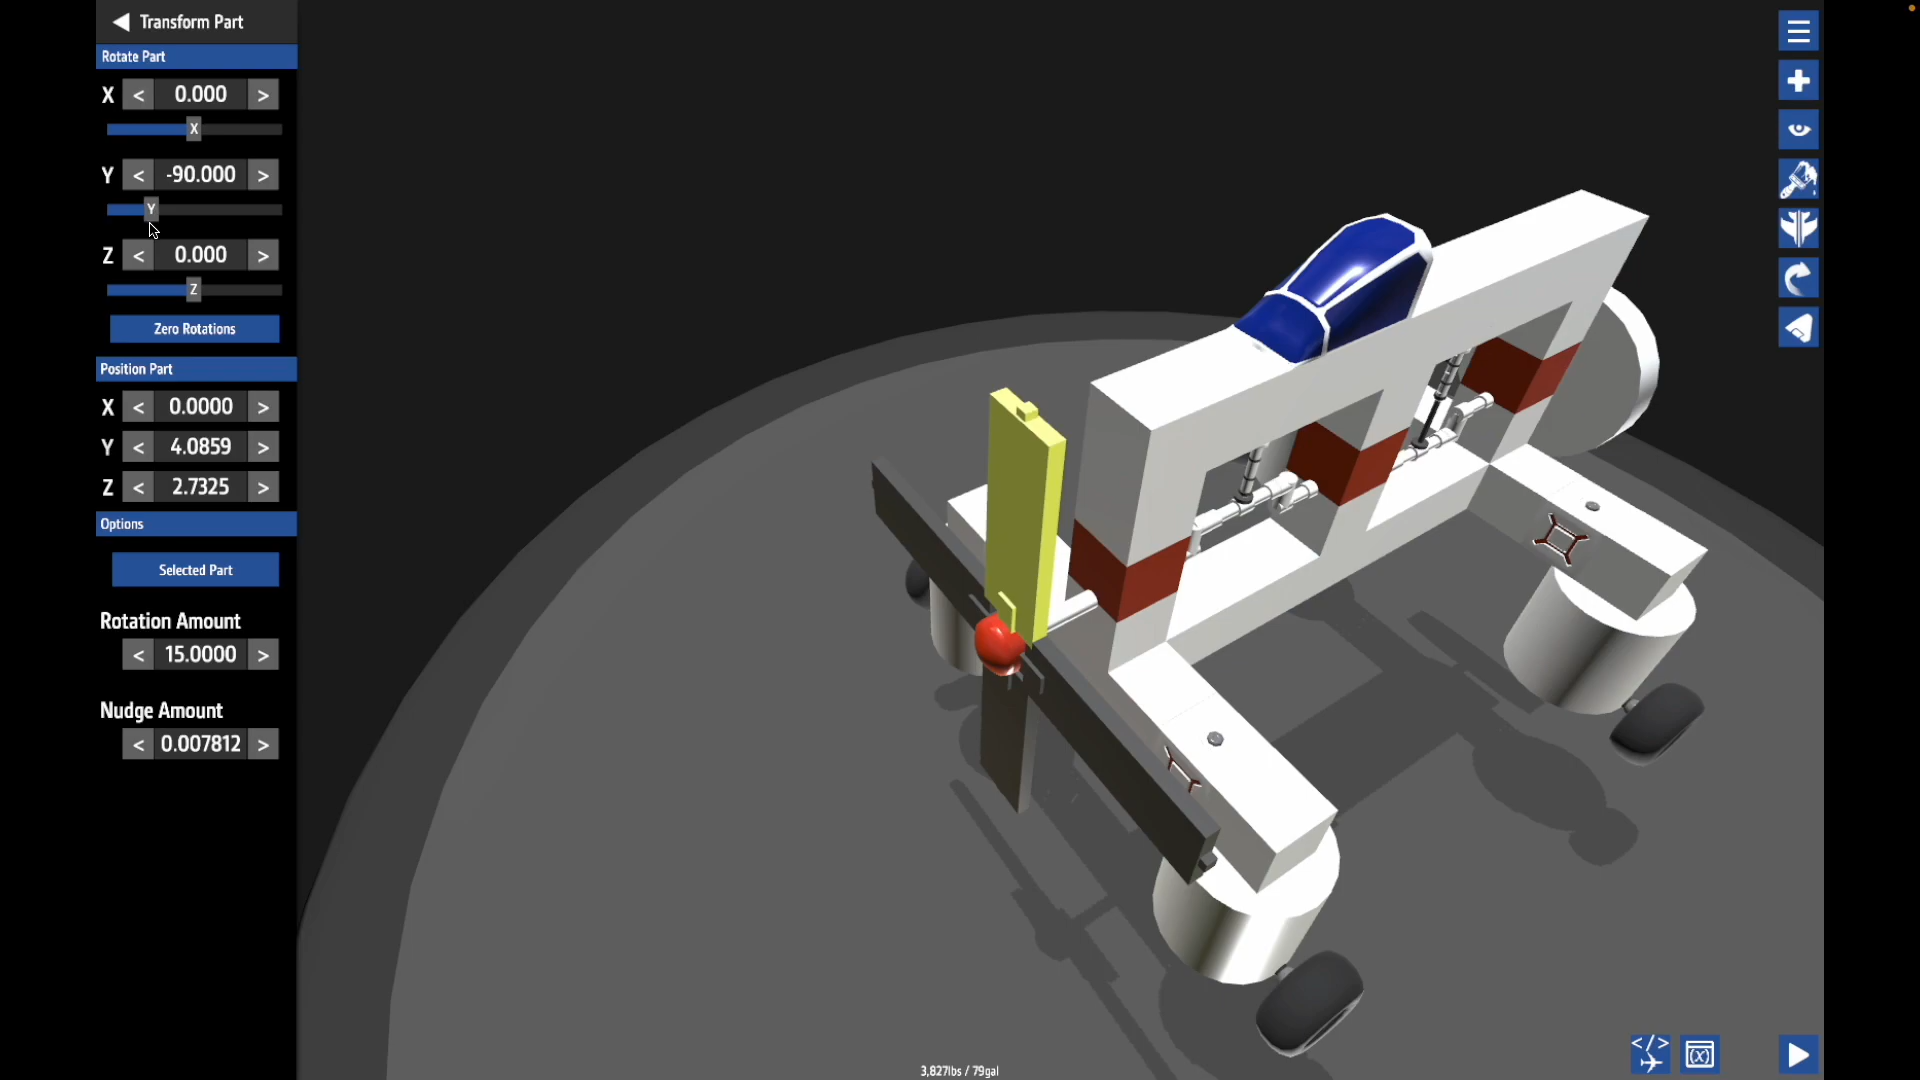 Transform Part
Rotate Part
X < 0.000 >
X
Y < -90.000 >
Y
Z < 0.000 >
Z
Zero Rotations
Position Part
X < 0.0000 >
Y < 4.0859 >
Z < 2.7325 >
Options
Selected Part
Rotation Amount
< 15.0000 >
Nudge Amount
< 0.007812 >
3,827lbs / 79gal
</>
(x)